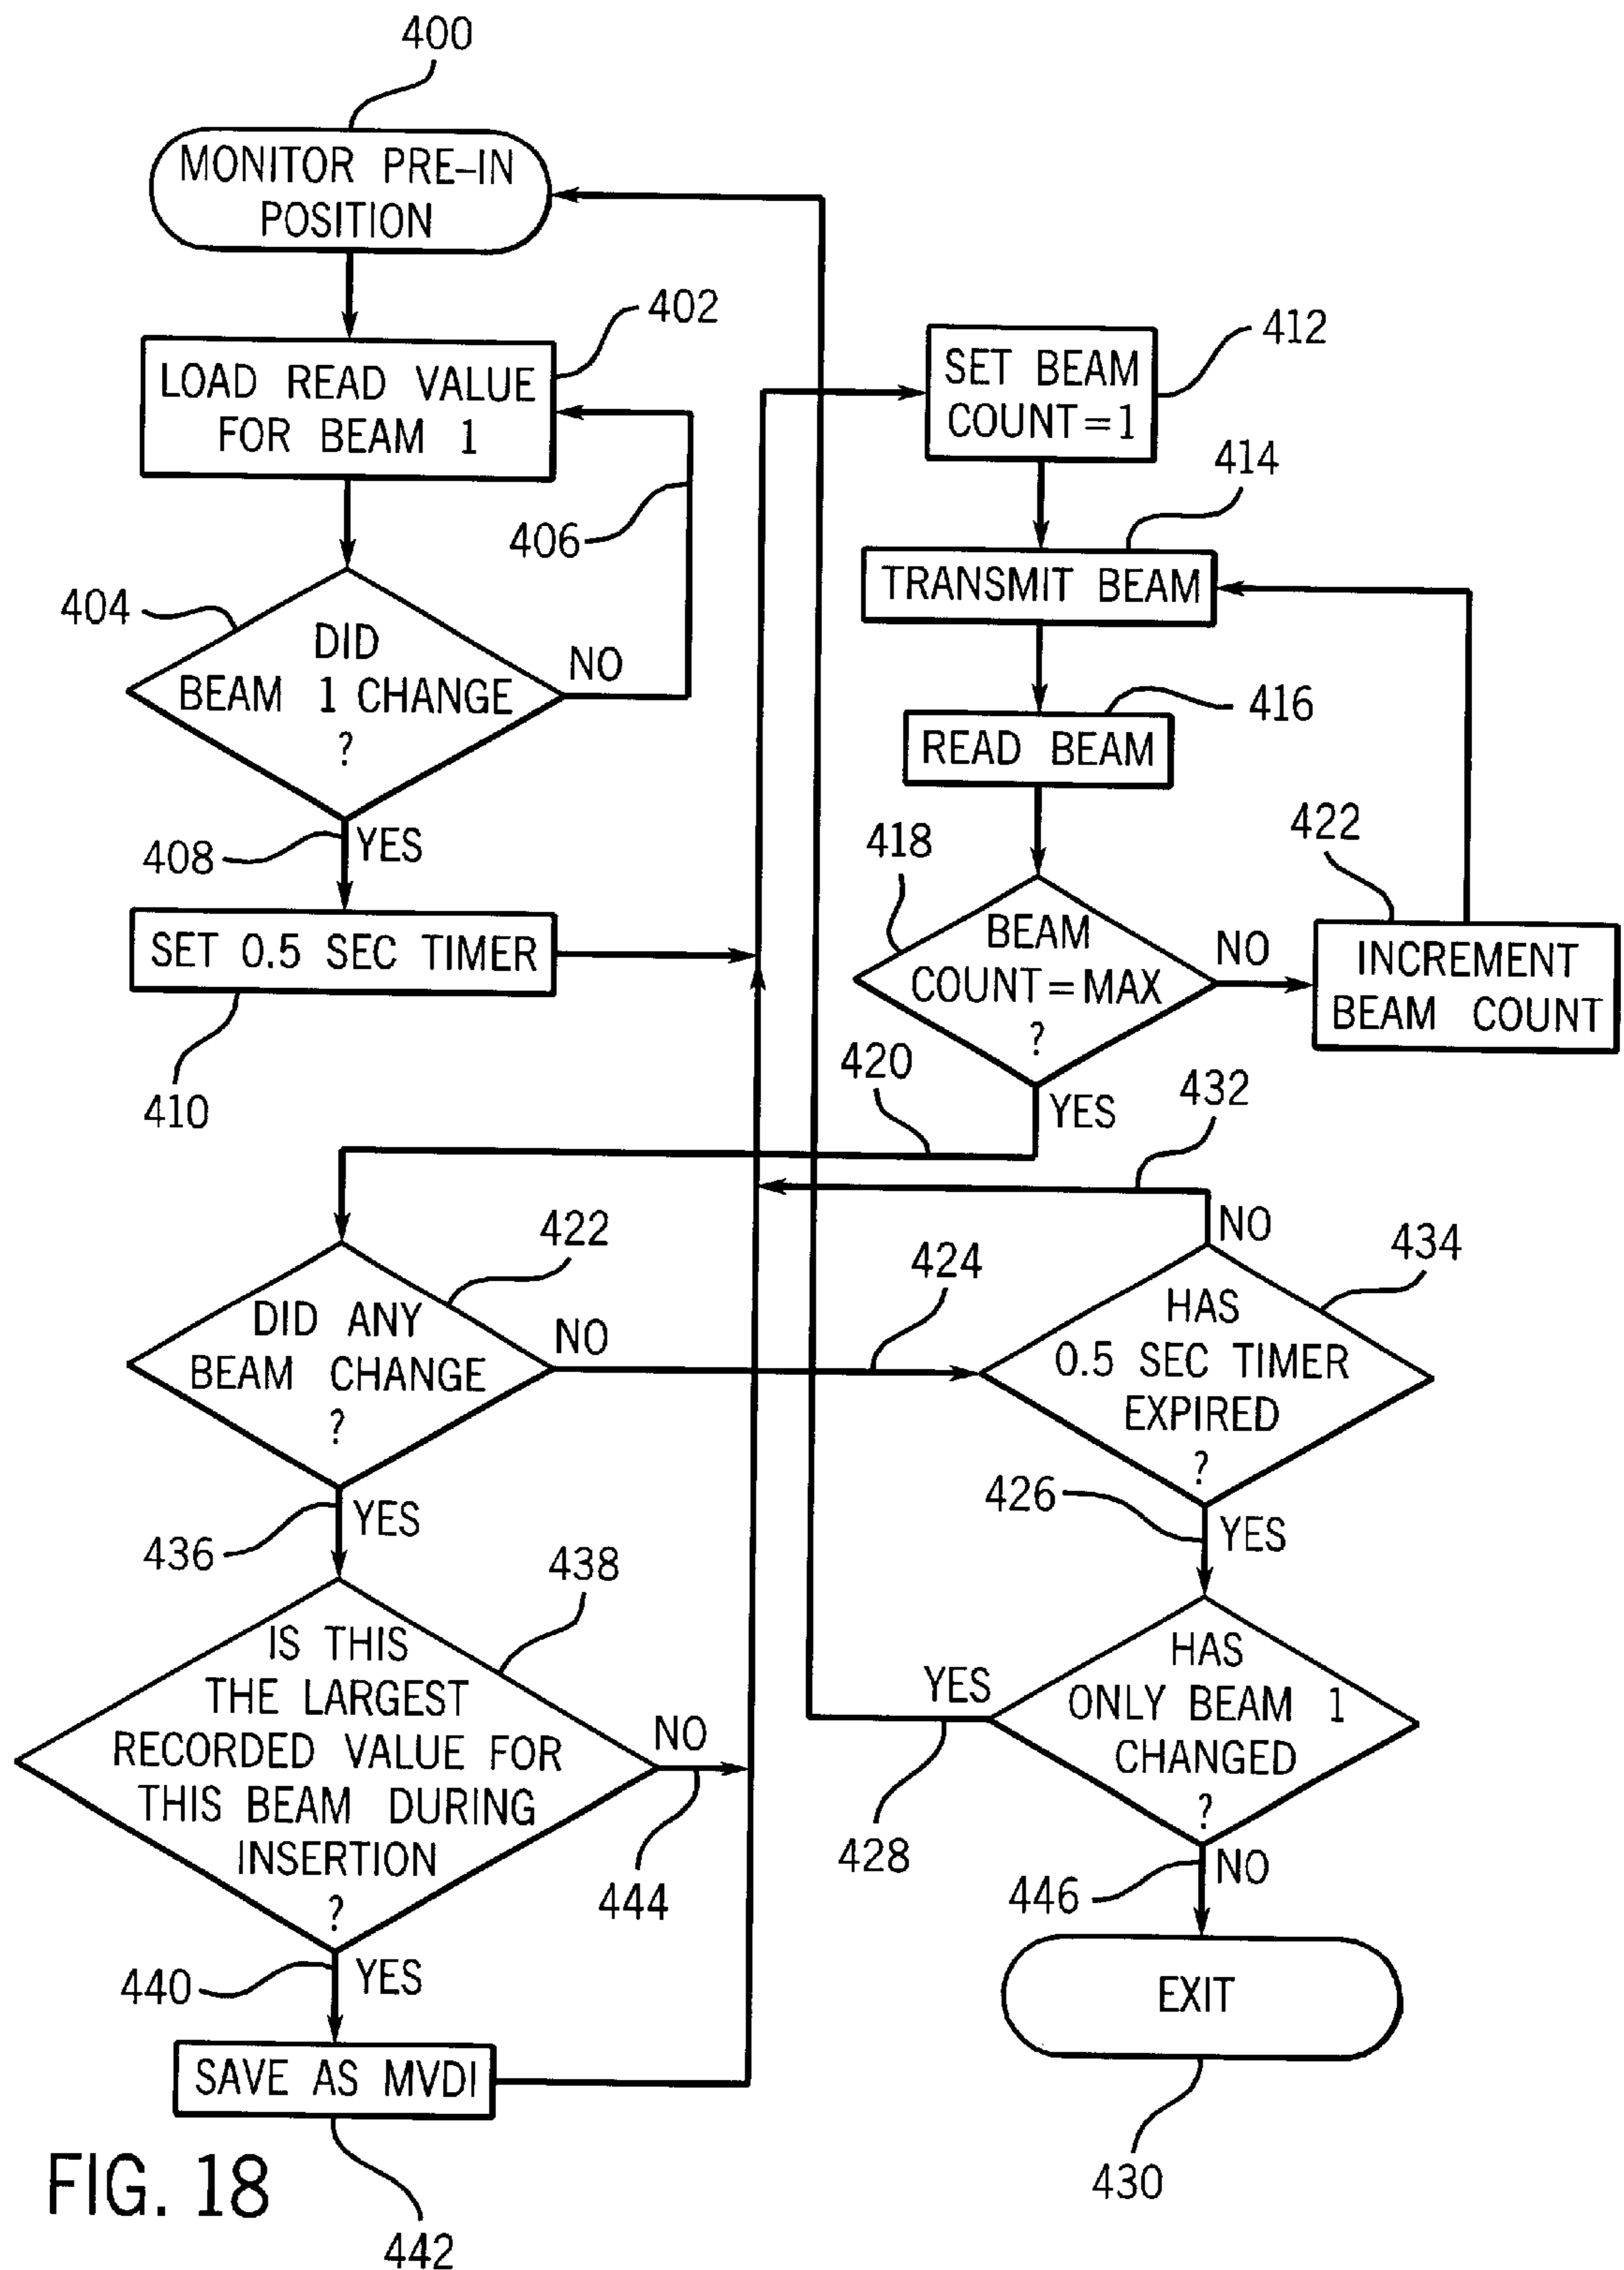 400
MONITOR PRE-IN
POSITION
402
LOAD READ VALUE
FOR BEAM 1
406
404
DID
BEAM 1 CHANGE
?
NO
408
YES
SET 0.5 SEC TIMER
410
412
SET BEAM
COUNT=1
414
TRANSMIT BEAM
416
READ BEAM
418
BEAM
COUNT=MAX
?
NO
422
INCREMENT
BEAM COUNT
420
YES
432
422
DID ANY
BEAM CHANGE
?
NO
424
NO
434
HAS
0.5 SEC TIMER
EXPIRED
?
426
YES
436
YES
438
IS THIS
THE LARGEST
RECORDED VALUE FOR
THIS BEAM DURING
INSERTION
?
NO
444
YES
428
HAS
ONLY BEAM 1
CHANGED
?
446
NO
440
YES
SAVE AS MVDI
442
EXIT
430
FIG. 18